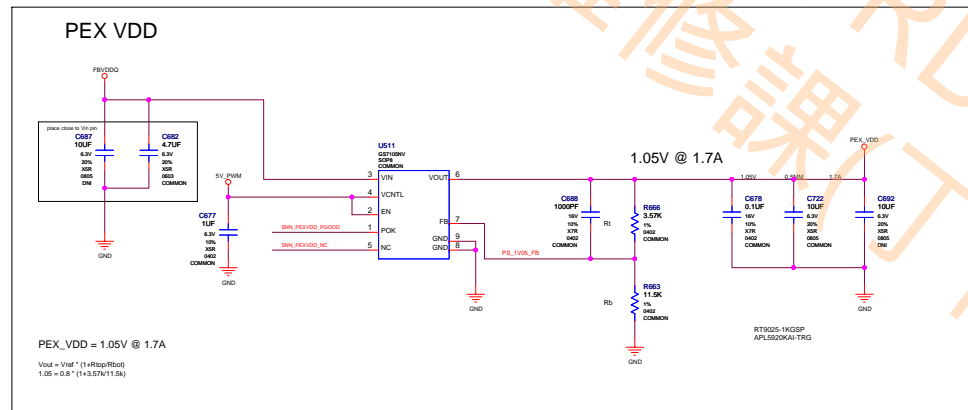 PEX VDD
FBVDDQ
place close to Vin pin
C687
10UF
6.3V
20%
X5R
0805
DNI
C682
4.7UF
6.3V
20%
X5R
0603
COMMON
GND
5V_PWM
C677
1UF
6.3V
10%
X5R
0402
COMMON
GND
SNN_PEXVDD_PGOOD
SNN_PEXVDD_NC
U511
GS7105NV
SOP8
COMMON
3 VIN
4 VCNTL
2 EN
1 POK
5 NC
VOUT 6
FB 7
GND 9
GND 8
GND
PS_1V05_FB
1.05V @ 1.7A
C688
1000PF
16V
10%
X7R
0402
COMMON
Rt
R666
3.57K
1%
0402
COMMON
Rb
R663
11.5K
1%
0402
COMMON
GND
PEX_VDD
1.05V 0.5MM 1.7A
C678
0.1UF
16V
10%
X7R
0402
COMMON
C722
10UF
6.3V
20%
X5R
0805
COMMON
C692
10UF
6.3V
20%
X5R
0805
DNI
GND
RT9025-1KGSP
APL5920KAI-TRG
PEX_VDD = 1.05V @ 1.7A
Vout = Vref * (1+Rtop/Rbot)
1.05 = 0.8 * (1+3.57k/11.5k)
修課(